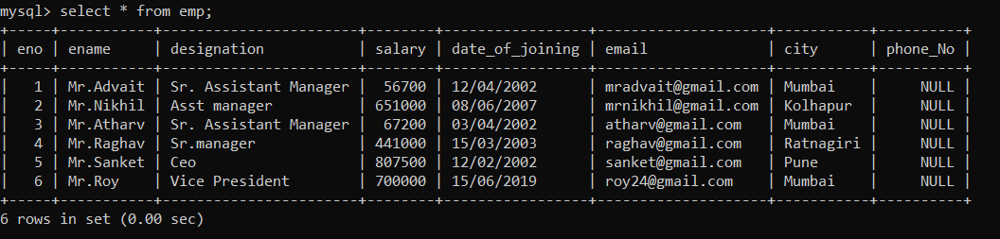 mysql> select * from emp;
+-----+-----------+----------------------+--------+-----------------+--------------------+-----------+----------+
| eno | ename     | designation          | salary | date_of_joining | email              | city      | phone_No |
+-----+-----------+----------------------+--------+-----------------+--------------------+-----------+----------+
|   1 | Mr.Advait | Sr. Assistant Manager |  56700 | 12/04/2002      | mradvait@gmail.com | Mumbai    |     NULL |
|   2 | Mr.Nikhil | Asst manager         | 651000 | 08/06/2007      | mrnikhil@gmail.com | Kolhapur  |     NULL |
|   3 | Mr.Atharv | Sr. Assistant Manager |  67200 | 03/04/2002      | atharv@gmail.com   | Mumbai    |     NULL |
|   4 | Mr.Raghav | Sr.manager           | 441000 | 15/03/2003      | raghav@gmail.com   | Ratnagiri |     NULL |
|   5 | Mr.Sanket | Ceo                  | 807500 | 12/02/2002      | sanket@gmail.com   | Pune      |     NULL |
|   6 | Mr.Roy    | Vice President       | 700000 | 15/06/2019      | roy24@gmail.com    | Mumbai    |     NULL |
+-----+-----------+----------------------+--------+-----------------+--------------------+-----------+----------+
6 rows in set (0.00 sec)